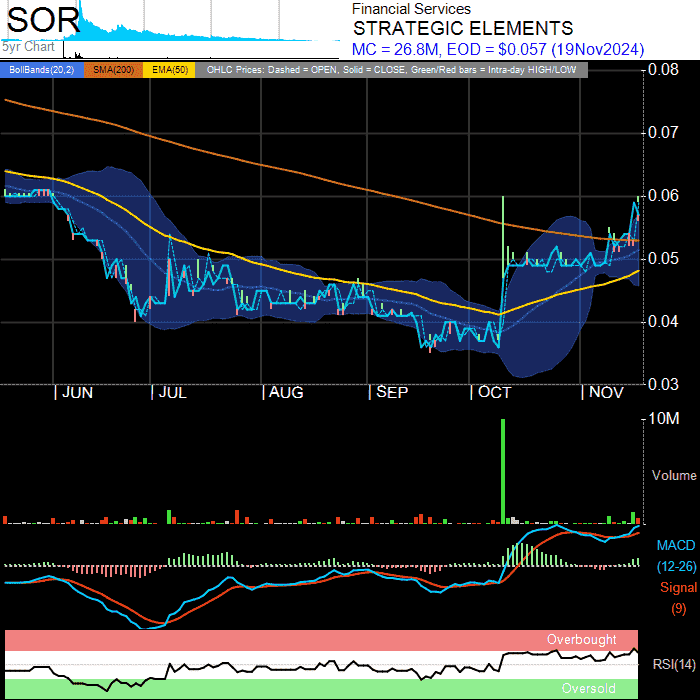 SOR
5yr Chart
Financial Services
STRATEGIC ELEMENTS
MC = 26.8M, EOD = $0.057 (19Nov2024)
BollBands(20,2) SMA(200) EMA(50) OHLC Prices: Dashed = OPEN, Solid = CLOSE, Green/Red bars = Intra-day HIGH/LOW
0.08
0.07
0.06
0.05
0.04
0.03
JUN JUL AUG SEP OCT NOV
10M
Volume
MACD
(12-26)
Signal
(9)
Overbought
RSI(14)
Oversold